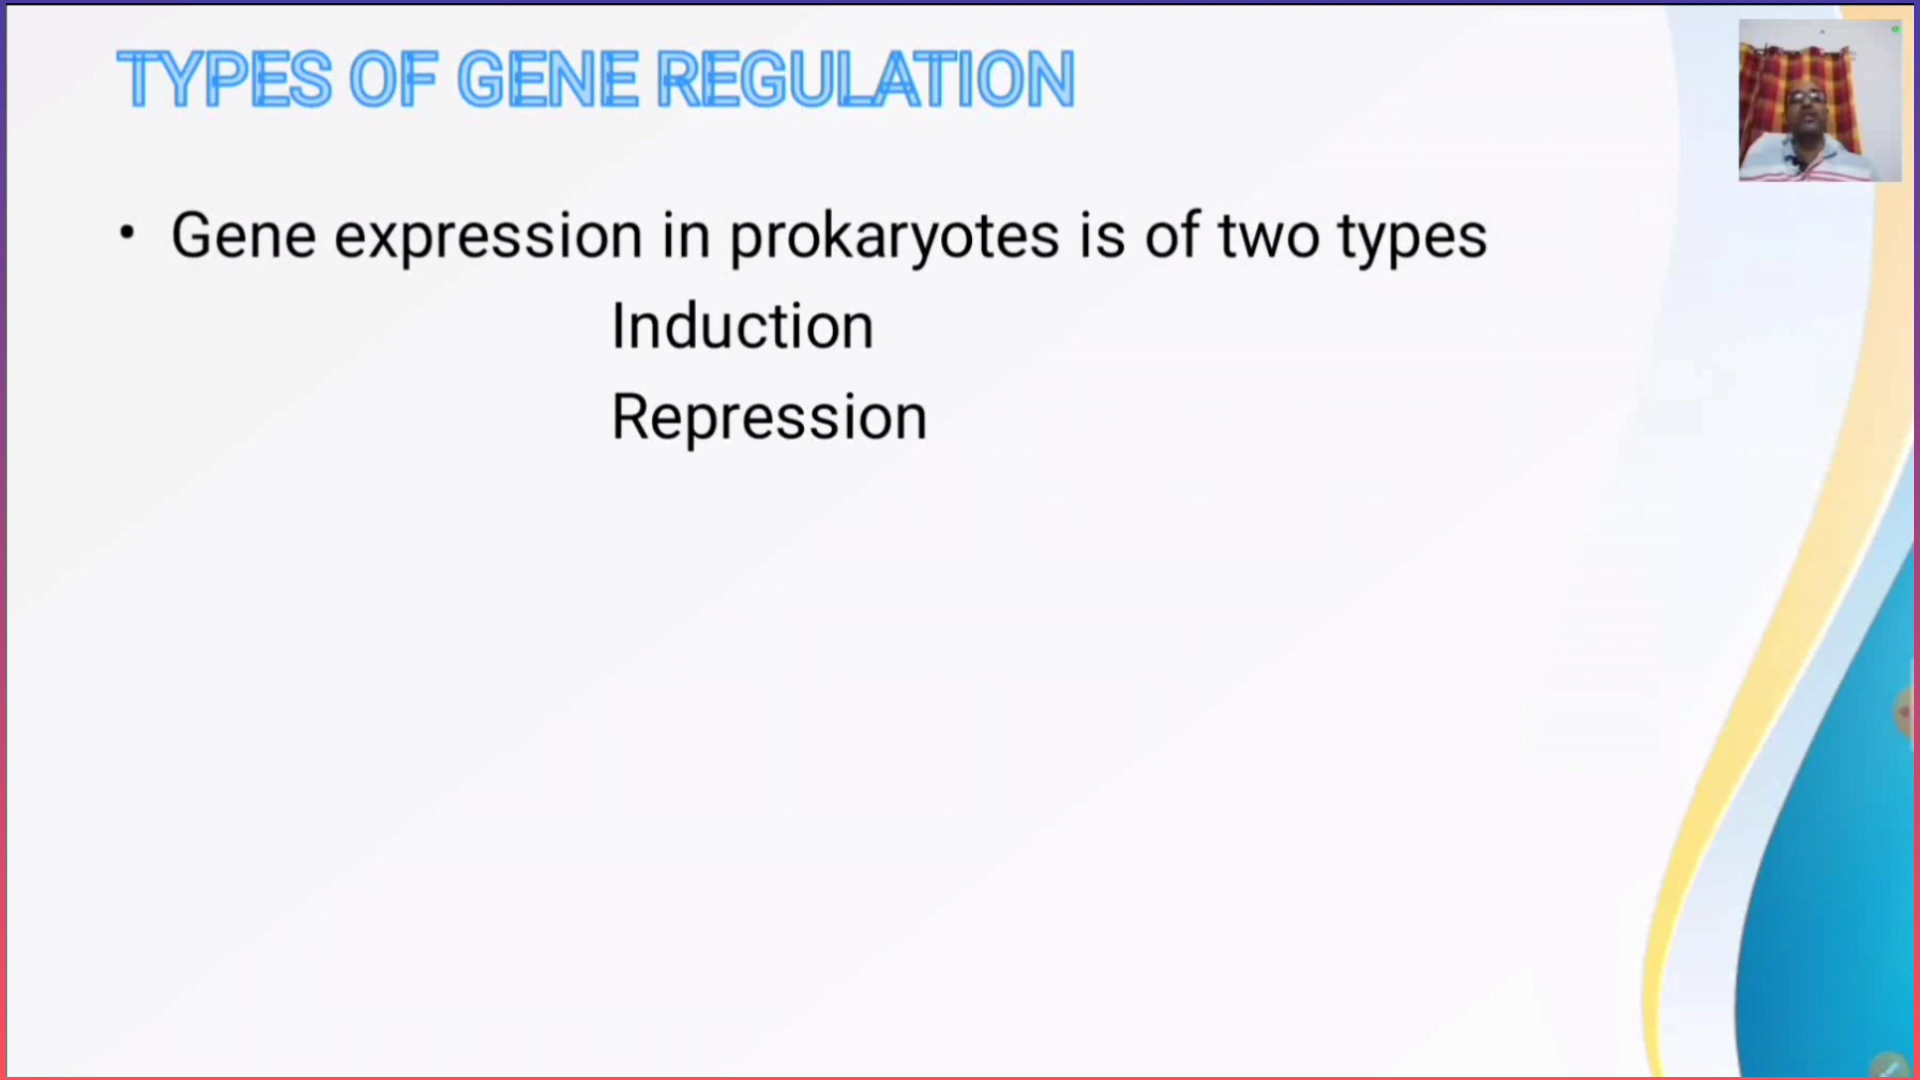 TYPES OF GENE REGULATION
• Gene expression in prokaryotes is of two types
Induction
Repression